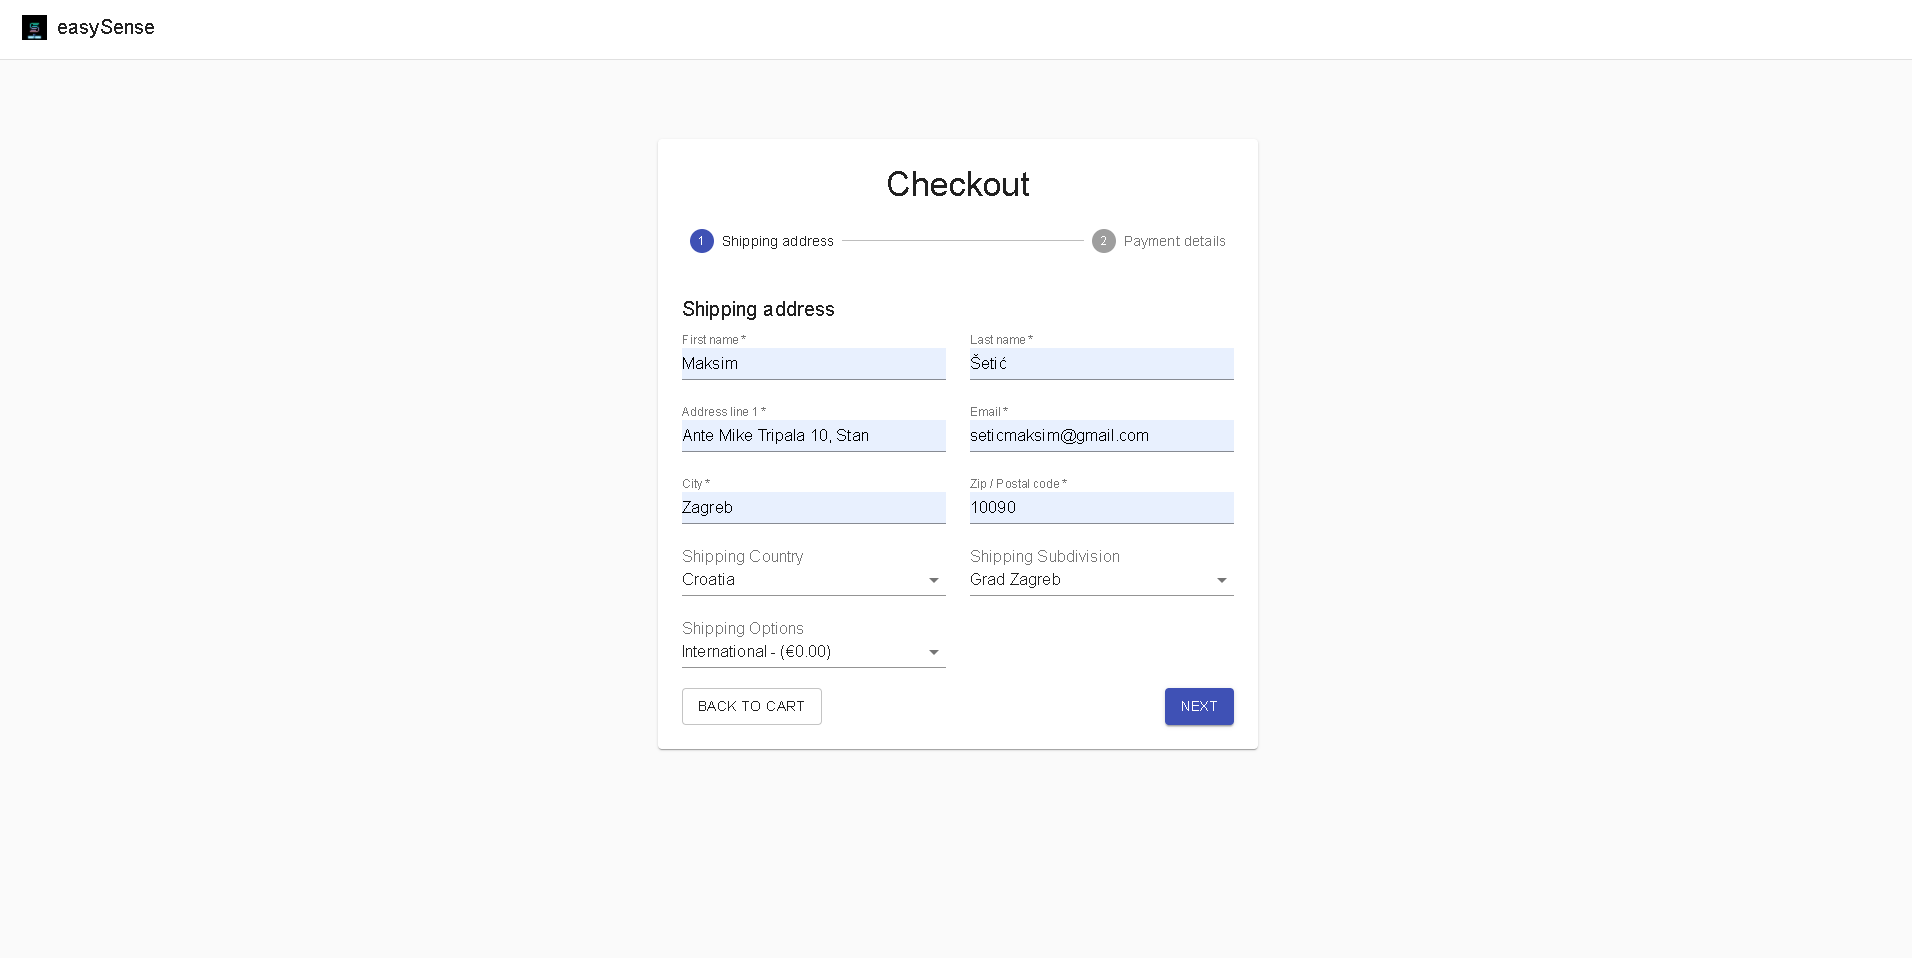 easySense
Checkout
1 Shipping address 2 Payment details
Shipping address
First name * Last name *
Maksim Šetić
Address line 1 * Email *
Ante Mike Tripala 10, Stan seticmaksim@gmail.com
City * Zip / Postal code *
Zagreb 10090
Shipping Country Shipping Subdivision
Croatia Grad Zagreb
Shipping Options
International - (€0.00)
BACK TO CART NEXT